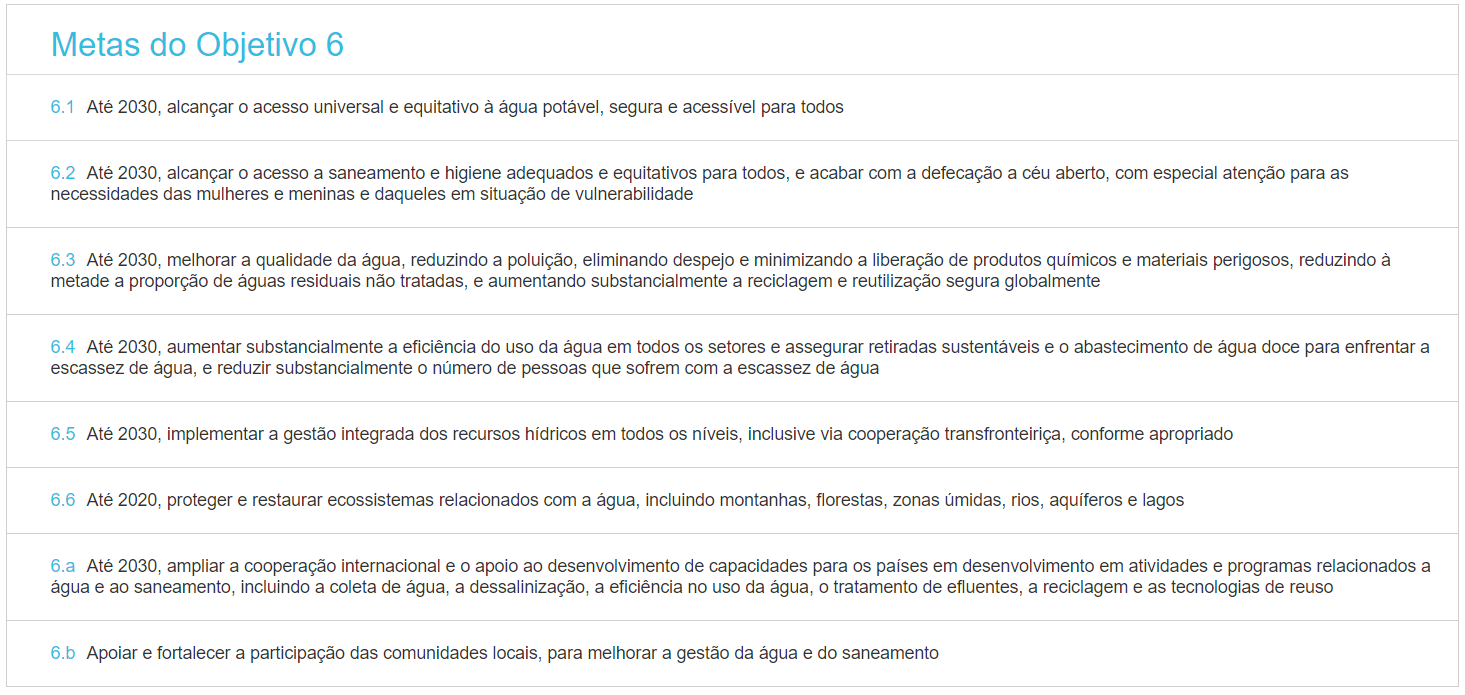 Metas do Objetivo 6
6.1 Até 2030, alcançar o acesso universal e equitativo à água potável, segura e acessível para todos
6.2 Até 2030, alcançar o acesso a saneamento e higiene adequados e equitativos para todos, e acabar com a defecação a céu aberto, com especial atenção para as
necessidades das mulheres e meninas e daqueles em situação de vulnerabilidade
6.3 Até 2030, melhorar a qualidade da água, reduzindo a poluição, eliminando despejo e minimizando a liberação de produtos químicos e materiais perigosos, reduzindo à
metade a proporção de águas residuais não tratadas, e aumentando substancialmente a reciclagem e reutilização segura globalmente
6.4 Até 2030, aumentar substancialmente a eficiência do uso da água em todos os setores e assegurar retiradas sustentáveis e o abastecimento de água doce para enfrentar a
escassez de água, e reduzir substancialmente o número de pessoas que sofrem com a escassez de água
6.5 Até 2030, implementar a gestão integrada dos recursos hídricos em todos os níveis, inclusive via cooperação transfronteiriça, conforme apropriado
6.6 Até 2020, proteger e restaurar ecossistemas relacionados com a água, incluindo montanhas, florestas, zonas úmidas, rios, aquíferos e lagos
6.a Até 2030, ampliar a cooperação internacional e o apoio ao desenvolvimento de capacidades para os países em desenvolvimento em atividades e programas relacionados a
água e ao saneamento, incluindo a coleta de água, a dessalinização, a eficiência no uso da água, o tratamento de efluentes, a reciclagem e as tecnologias de reuso
6.b Apoiar e fortalecer a participação das comunidades locais, para melhorar a gestão da água e do saneamento